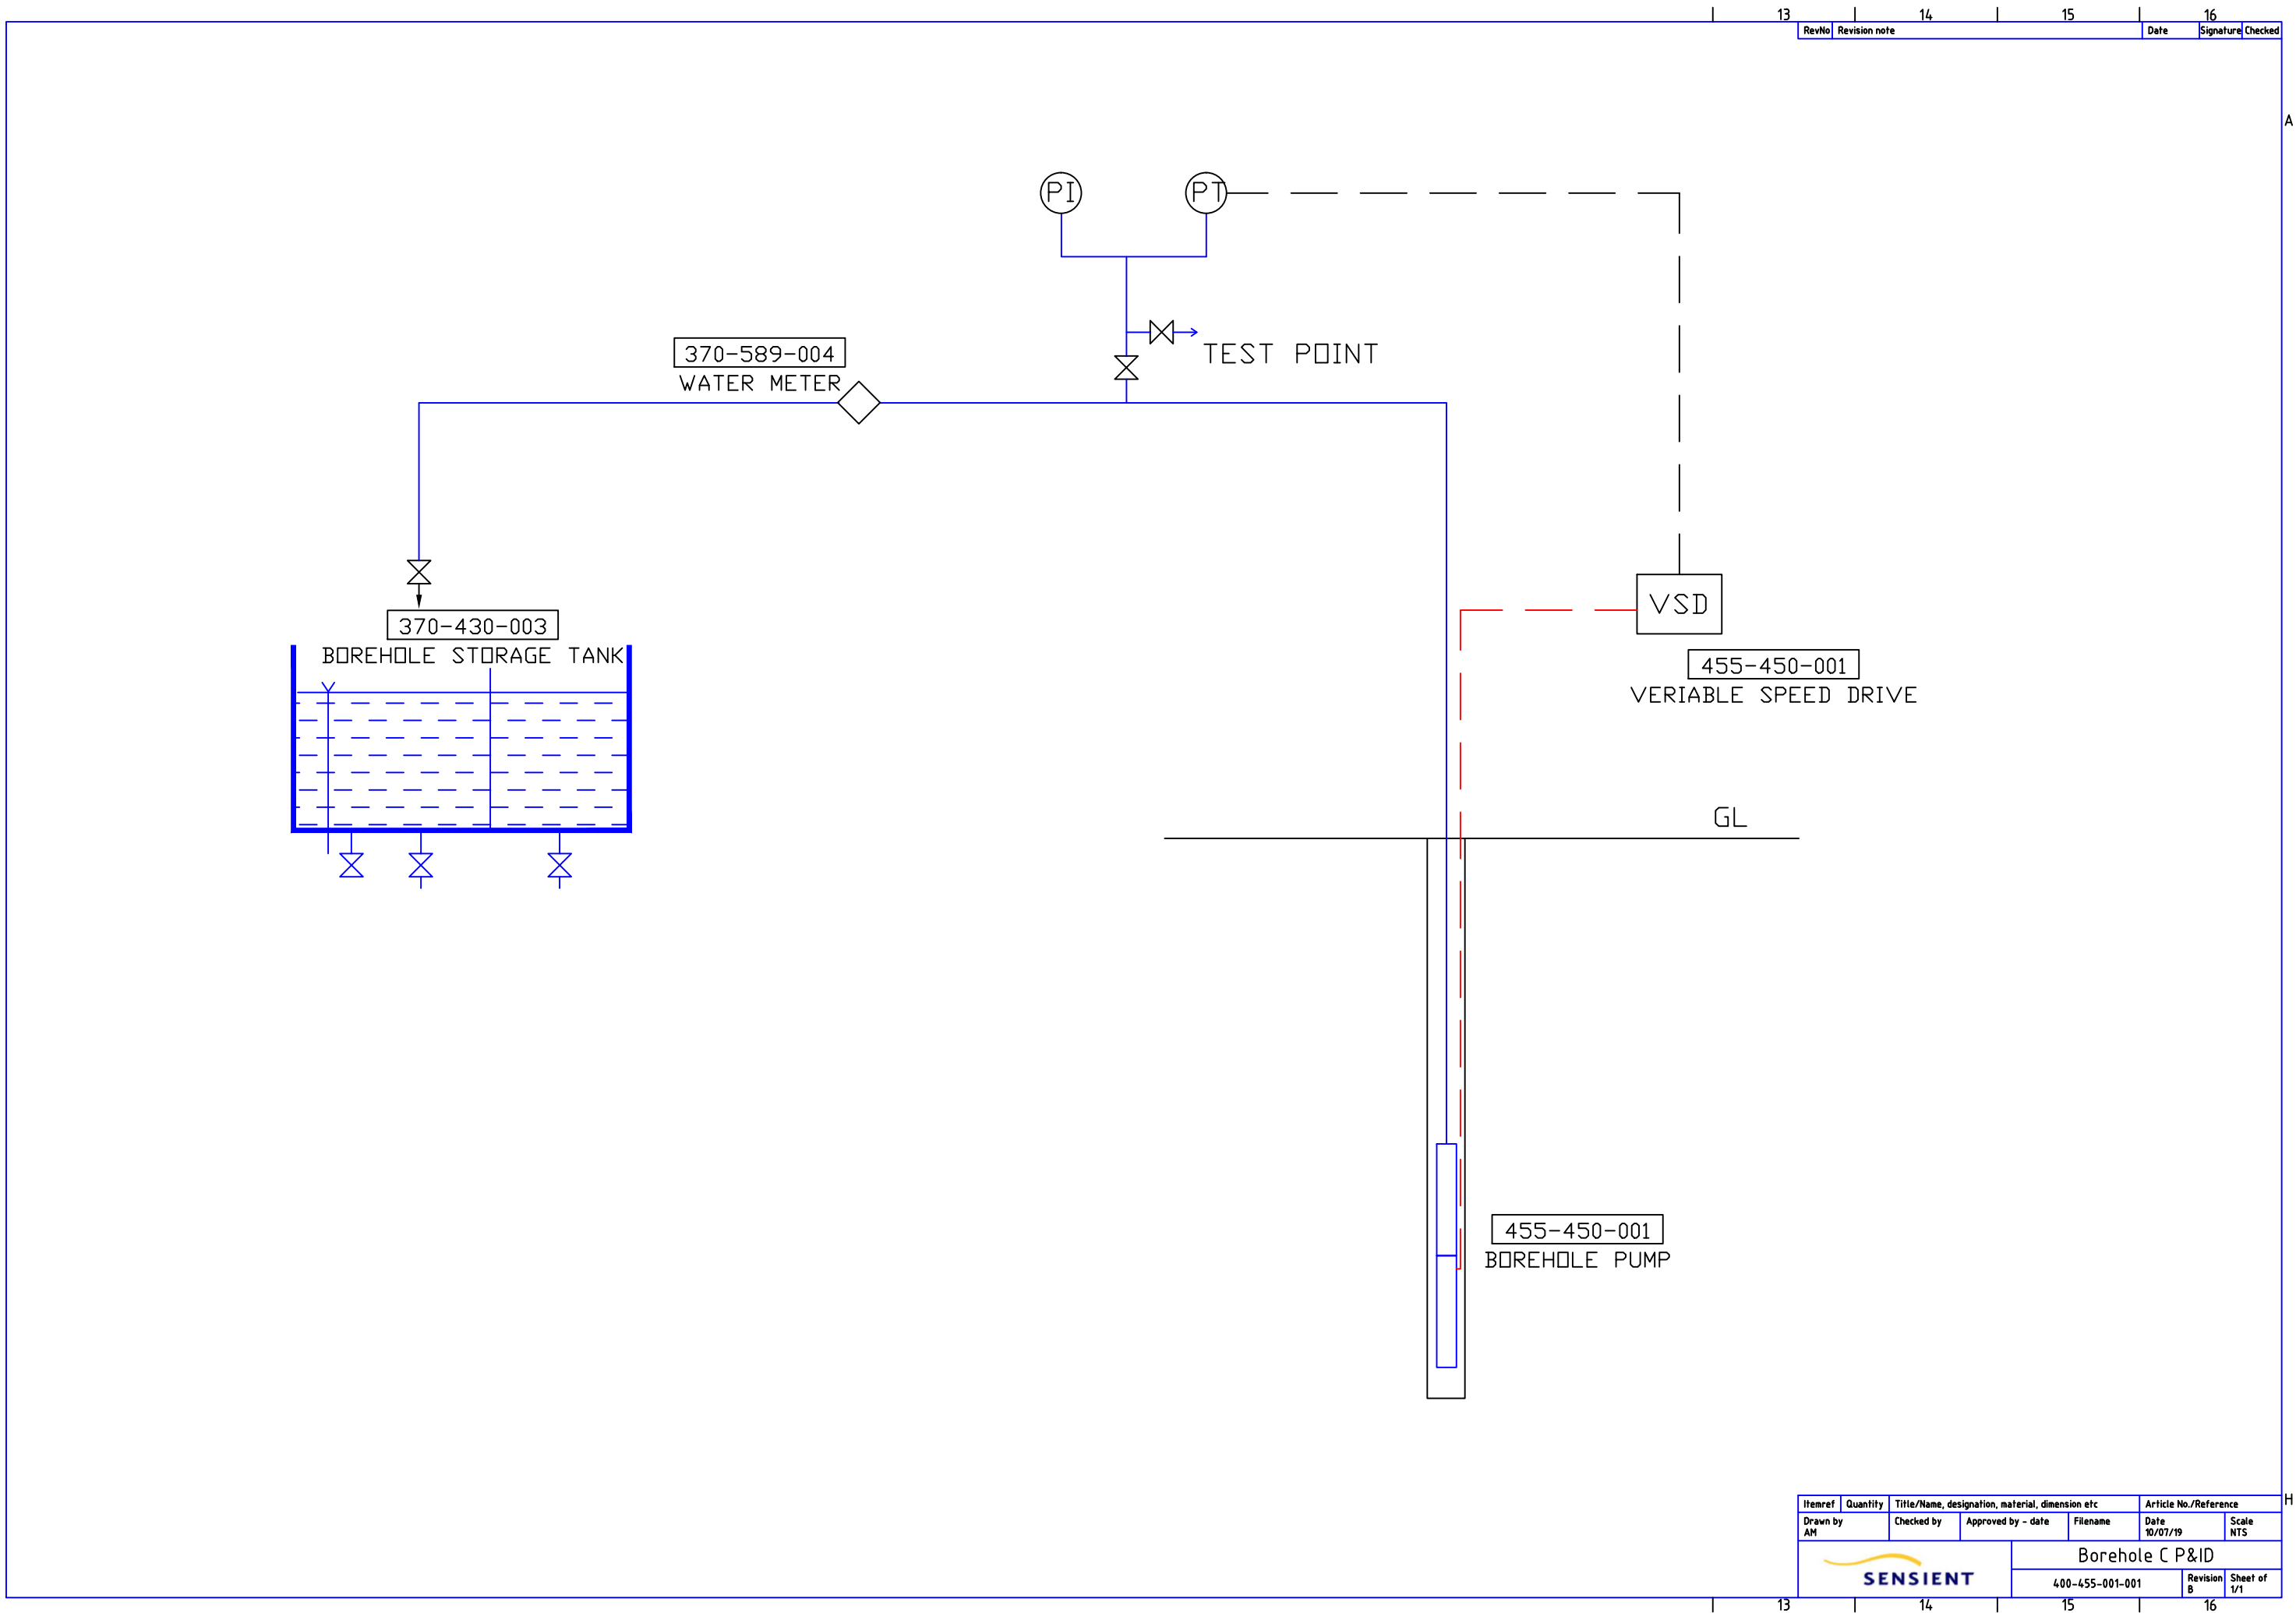 13 14 15 16
RevNo Revision note Date Signature Checked
A
PI PT
TEST POINT
370-589-004
WATER METER
VSD
370-430-003
BOREHOLE STORAGE TANK
455-450-001
VERIABLE SPEED DRIVE
GL
455-450-001
BOREHOLE PUMP
H
Itemref Quantity Title/Name, designation, material, dimension etc Article No./Reference
Drawn by Checked by Approved by - date Filename Date Scale
AM 10/07/19 NTS
Borehole C P&ID
SENSIENT
400-455-001-001
Revision Sheet of
B 1/1
13 14 15 16